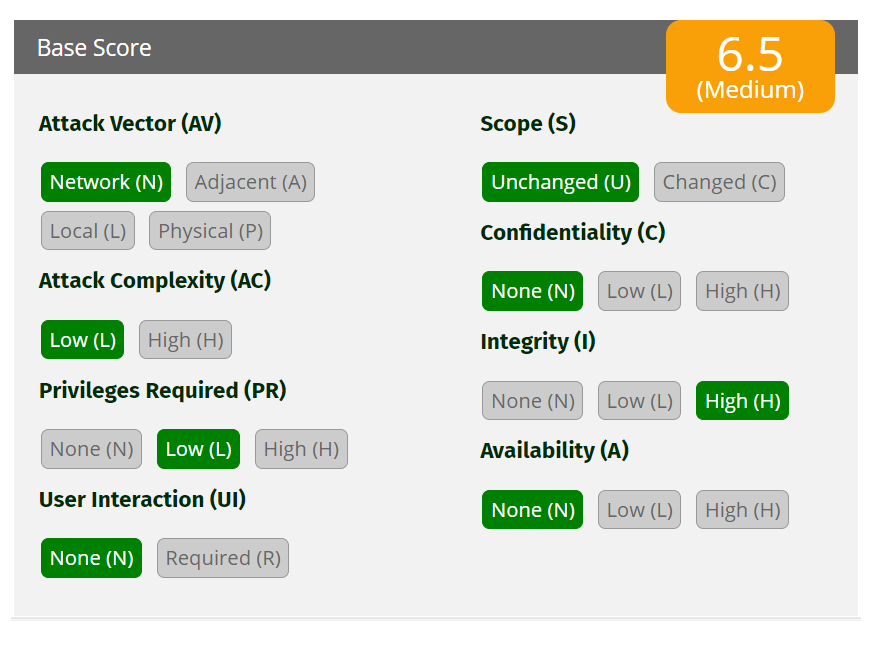 Base Score
6.5
(Medium)
Attack Vector (AV)
Network (N) Adjacent (A)
Local (L) Physical (P)
Attack Complexity (AC)
Low (L) High (H)
Privileges Required (PR)
None (N) Low (L) High (H)
User Interaction (UI)
None (N) Required (R)
Scope (S)
Unchanged (U) Changed (C)
Confidentiality (C)
None (N) Low (L) High (H)
Integrity (I)
None (N) Low (L) High (H)
Availability (A)
None (N) Low (L) High (H)